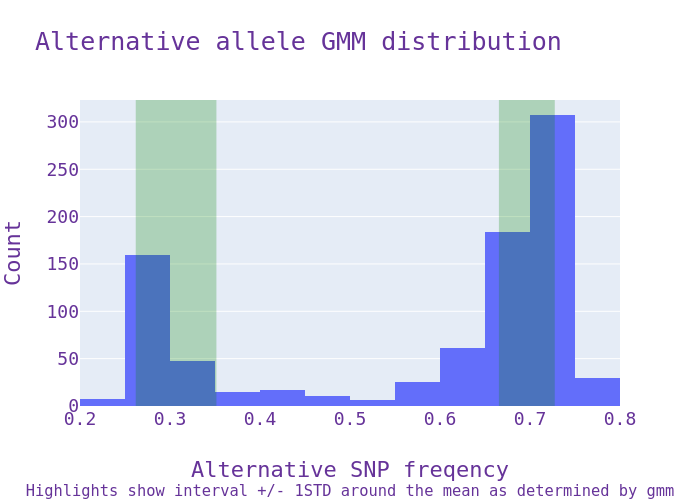 Alternative allele GMM distribution
300
250
200
150
100
50
0
Count
0.2 0.3 0.4 0.5 0.6 0.7 0.8
Alternative SNP freqency
Highlights show interval +/- 1STD around the mean as determined by gmm